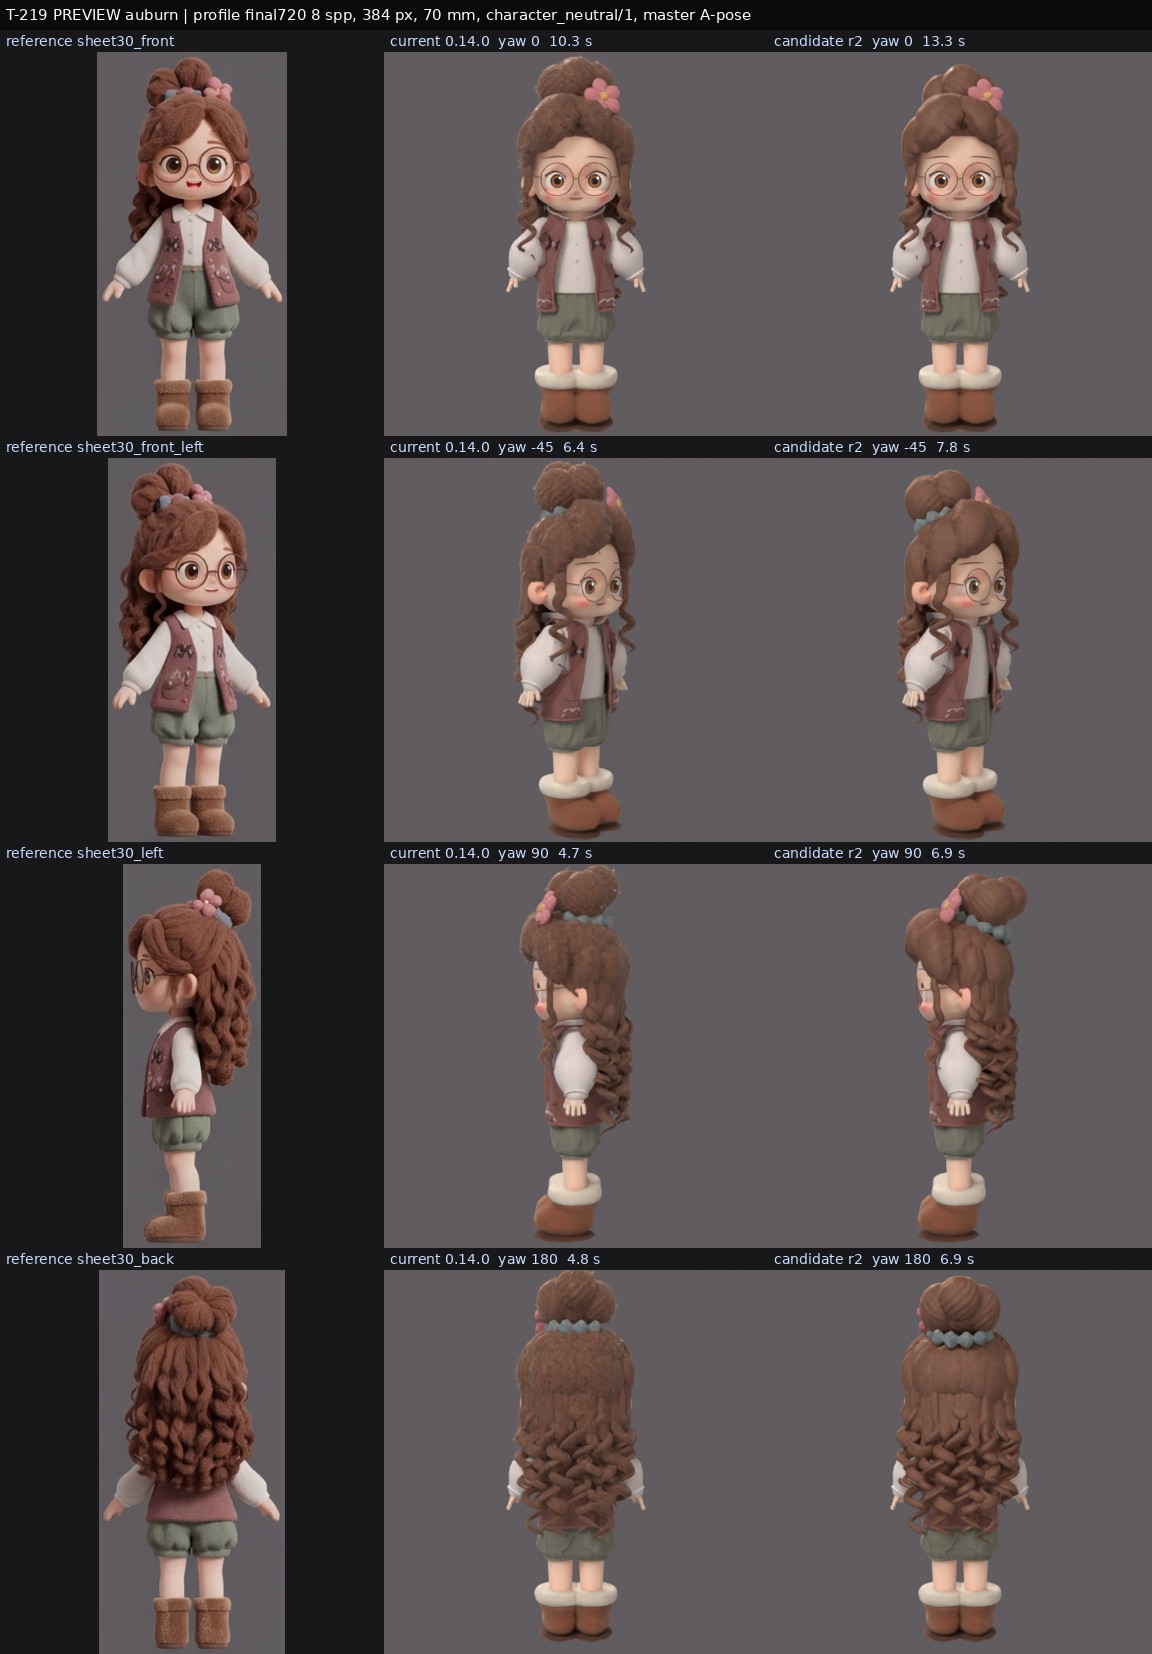 T-219 PREVIEW auburn | profile final720 8 spp, 384 px, 70 mm, character_neutral/1, master A-pose
reference sheet30_front
current 0.14.0 yaw 0 10.3 s
candidate r2 yaw 0 13.3 s
reference sheet30_front_left
current 0.14.0 yaw -45 6.4 s
candidate r2 yaw -45 7.8 s
reference sheet30_left
current 0.14.0 yaw 90 4.7 s
candidate r2 yaw 90 6.9 s
reference sheet30_back
current 0.14.0 yaw 180 4.8 s
candidate r2 yaw 180 6.9 s